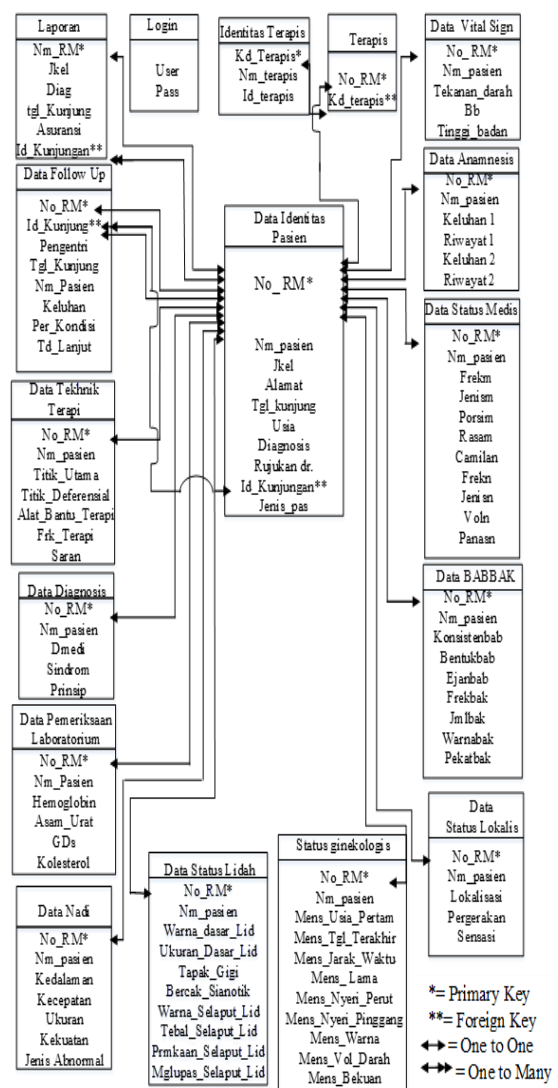 Laporan
Nm_RM*
Jkel
Diag
tgl_Kunjung
Asuransi
Id_Kunjungan**
Login
User
Pass
Identitas Terapis
Kd_Terapis*
Nm_terapis
Id_terapis
Terapis
No_RM*
Kd_terapis**
Data Vital Sign
No_RM*
Nm_pasien
Tekanan_darah
Bb
Tinggi_badan
Data Follow Up
No_RM*
Id_Kunjung**
Pengentri
Tgl_Kunjung
Nm_Pasien
Keluhan
Per_Kondisi
Td_Lanjut
Data Identitas
Pasien
No_RM*
Nm_pasien
Jkel
Alamat
Tgl_kunjung
Usia
Diagnosis
Rujukan dr.
Id_Kunjungan**
Jenis_pas
Data Anamnesis
No_RM*
Nm_pasien
Keluhan 1
Riwayat 1
Keluhan 2
Riwayat 2
Data Status Medis
No_RM*
Nm_pasien
Frekm
Jenism
Porsim
Rasam
Camilan
Frekn
Jenisn
Voln
Panasn
Data Tekhnik
Terapi
No_RM*
Nm_pasien
Titik_Utama
Titik_Deferensial
Alat_Bantu_Terapi
Frk_Terapi
Saran
Data Diagnosis
No_RM*
Nm_pasien
Dmedi
Sindrom
Prinsip
Data BABBAK
No_RM*
Nm_pasien
Konsistenbab
Bentukbab
Ejanbab
Frekbak
Jmlbak
Warnabak
Pekatbak
Data Pemeriksaan
Laboratorium
No_RM*
Nm_Pasien
Hemoglobin
Asam_Urat
GDs
Kolesterol
Data Nadi
No_RM*
Nm_pasien
Kedalaman
Kecepatan
Ukuran
Kekuatan
Jenis Abnormal
Data Status Lidah
No_RM*
Nm_pasien
Warna_dasar_Lid
Ukuran_Dasar_Lid
Tapak_Gigi
Bercak_Sianotik
Warna_Selaput_Lid
Tebal_Selaput_Lid
Prmkaan_Selaput_Lid
Mglupas_Selaput_Lid
Status ginekologis
No_RM*
Nm_pasien
Mens_Usia_Pertam
Mens_Tgl_Terakhir
Mens_Jarak_Waktu
Mens_Lama
Mens_Nyeri_Perut
Mens_Nyeri_Pinggang
Mens_Warna
Mens_Vol_Darah
Mens_Bekuan
Data
Status Lokalis
No_RM*
Nm_pasien
Lokalisasi
Pergerakan
Sensasi
*= Primary Key
**= Foreign Key
= One to One
= One to Many